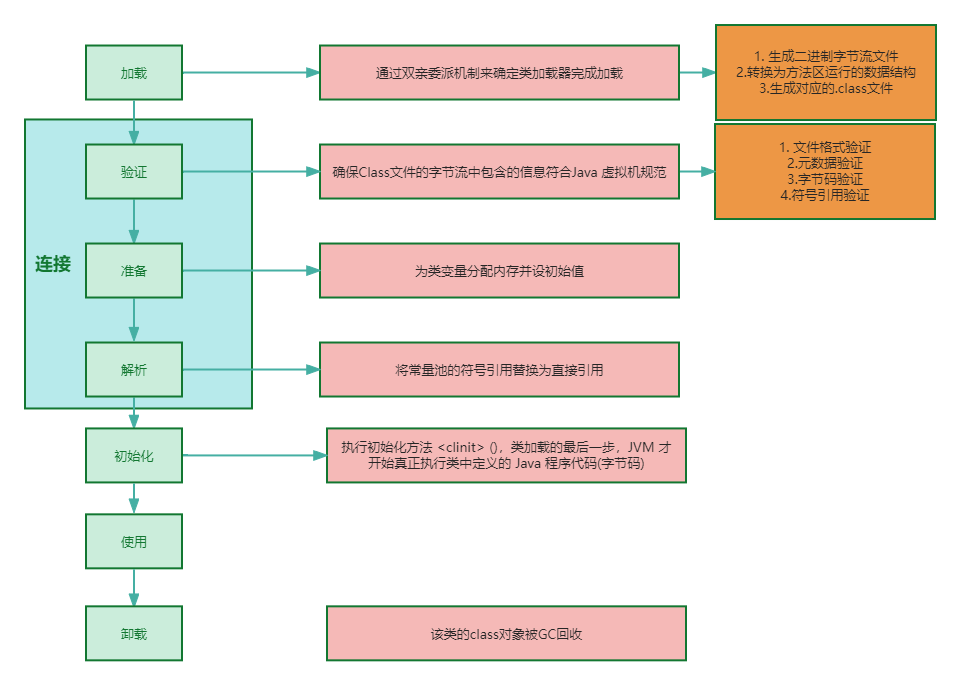 加载
通过双亲委派机制来确定类加载器完成加载
1. 生成二进制字节流文件
2.转换为方法区运行的数据结构
3.生成对应的.class文件
连接
验证
确保Class文件的字节流中包含的信息符合Java 虚拟机规范
1. 文件格式验证
2.元数据验证
3.字节码验证
4.符号引用验证
准备
为类变量分配内存并设初始值
解析
将常量池的符号引用替换为直接引用
初始化
执行初始化方法 <clinit> ()，类加载的最后一步，JVM 才
开始真正执行类中定义的 Java 程序代码(字节码)
使用
卸载
该类的class对象被GC回收